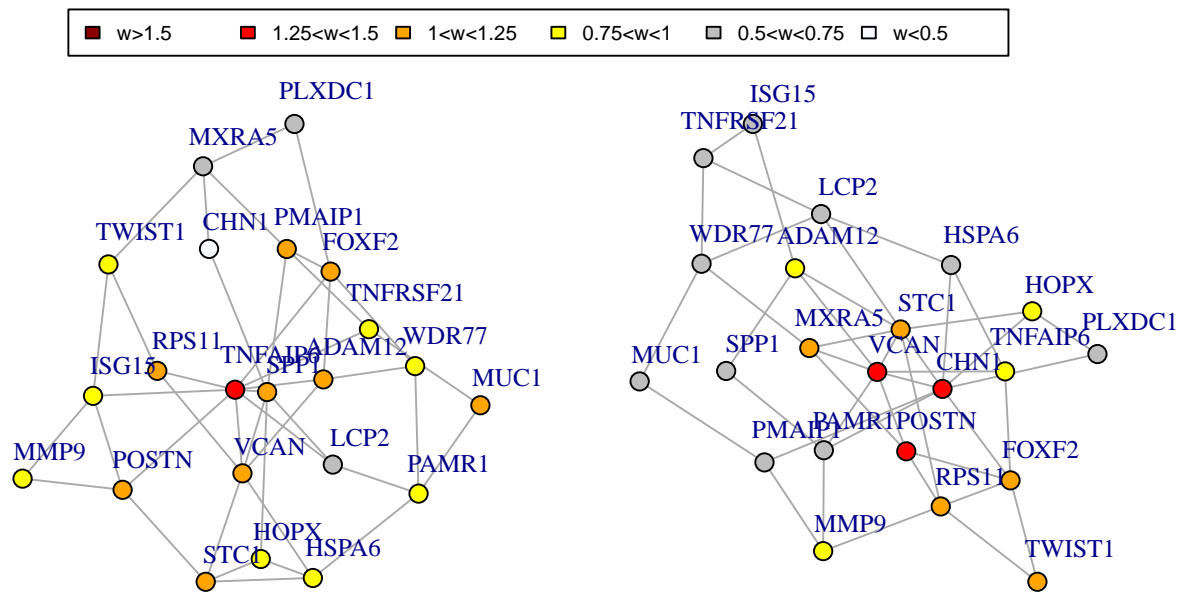 w>1.5 1.25<w<1.5 1<w<1.25 0.75<w<1 0.5<w<0.75 w<0.5
PLXDC1
MXRA5
TWIST1
CHN1
PMAIP1
FOXF2
TNFRSF21
WDR77
RPS11
TNFAIP6
ADAM12
ISG15
SPP1
MUC1
MMP9
POSTN
VCAN
LCP2
PAMR1
STC1
HOPX
HSPA6
ISG15
TNFRSF21
LCP2
WDR77
ADAM12
HSPA6
HOPX
STC1
MXRA5
TNFAIP6
PLXDC1
SPP1
VCAN
MUC1
CHN1
PMAIP1
PAMR1
POSTN
FOXF2
RPS11
MMP9
TWIST1